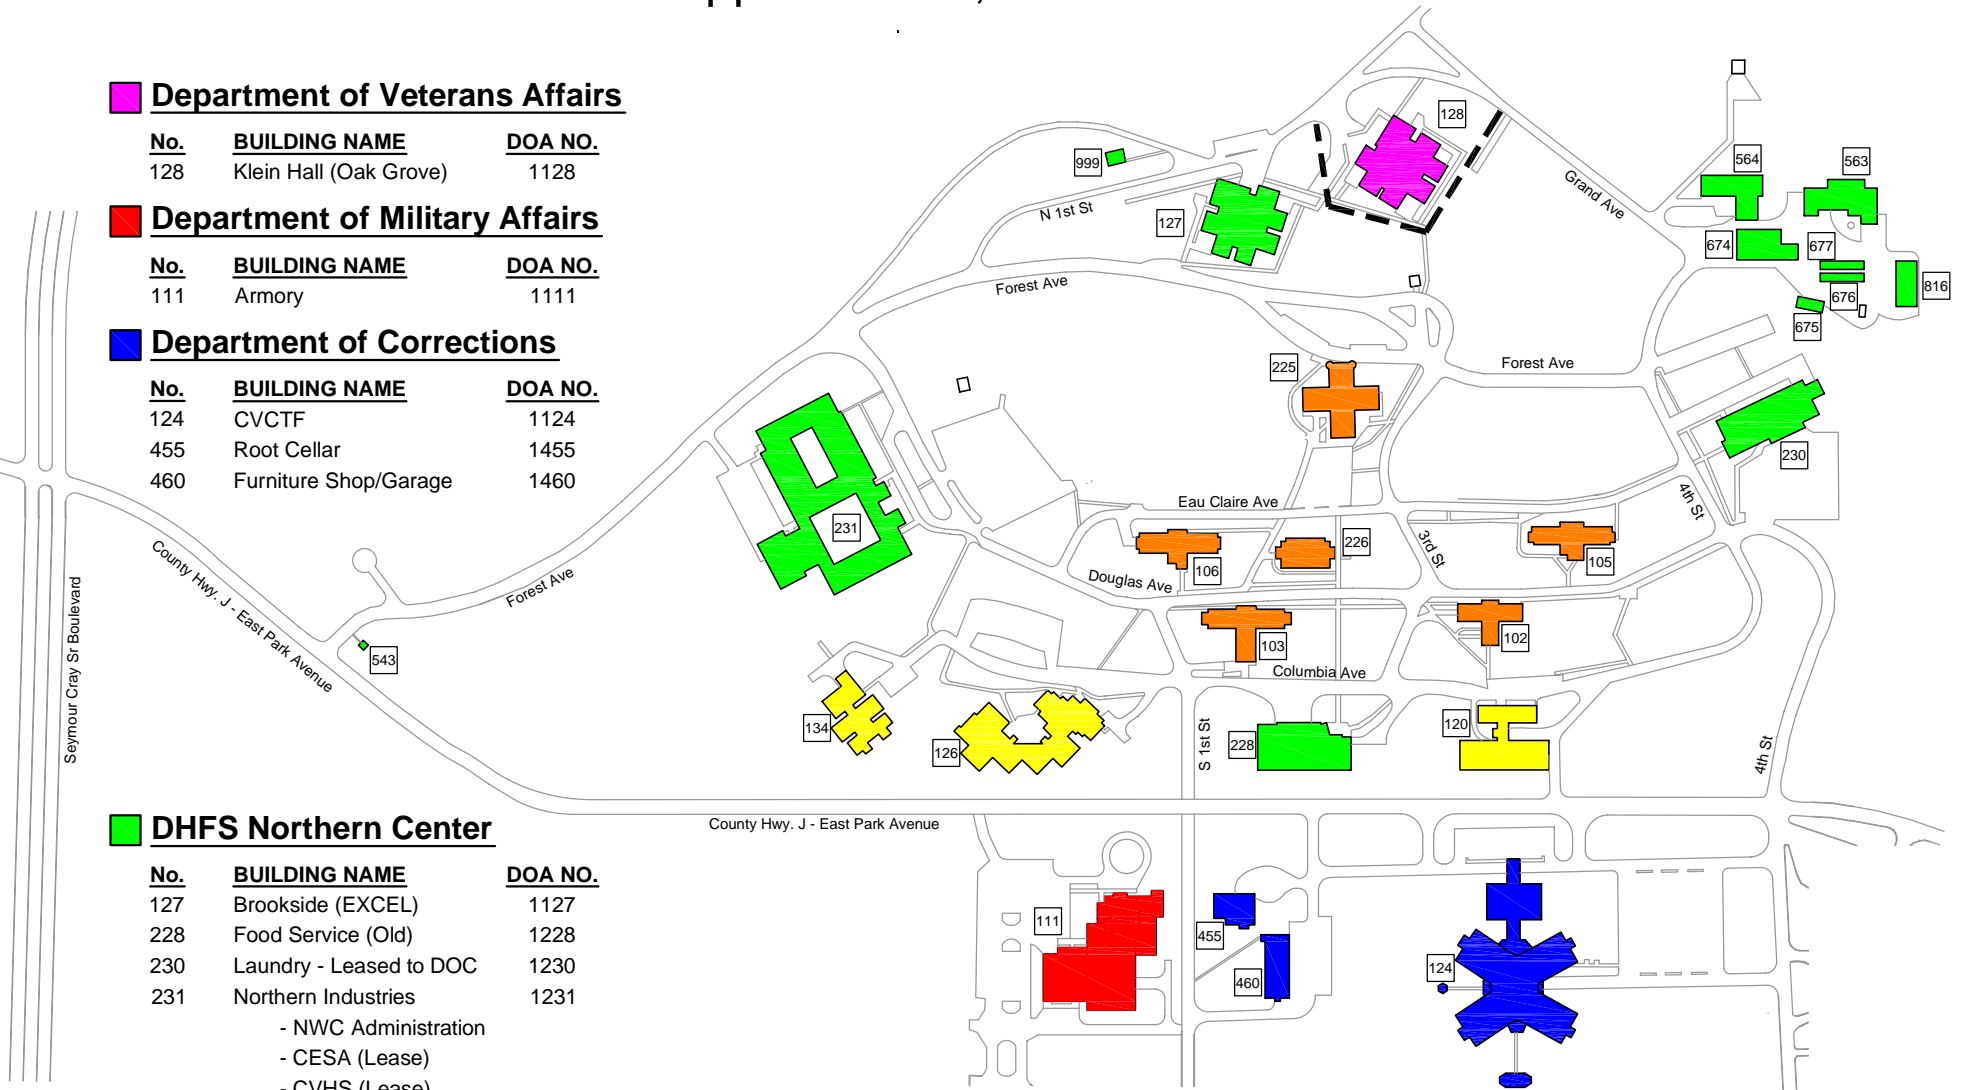 Department of Veterans Affairs
No. BUILDING NAME DOA NO.
128 Klein Hall (Oak Grove) 1128
Department of Military Affairs
No. BUILDING NAME DOA NO.
111 Armory 1111
Department of Corrections
No. BUILDING NAME DOA NO.
124 CVCTF 1124
455 Root Cellar 1455
460 Furniture Shop/Garage 1460
DHFS Northern Center
No. BUILDING NAME DOA NO.
127 Brookside (EXCEL) 1127
228 Food Service (Old) 1228
230 Laundry - Leased to DOC 1230
231 Northern Industries 1231
- NWC Administration
- CESA (Lease)
- CVHS (Lease)
128
999
564
563
Grand Ave
N 1st St
127
674
677
Forest Ave
676
816
675
225
Forest Ave
230
4th St
Eau Claire Ave
231
226
3rd St
106
105
Douglas Ave
County Hwy. J - East Park Avenue
Forest Ave
Seymour Cray Sr Boulevard
543
103
102
Columbia Ave
134
126
S 1st St
228
120
4th St
County Hwy. J - East Park Avenue
111
455
460
124